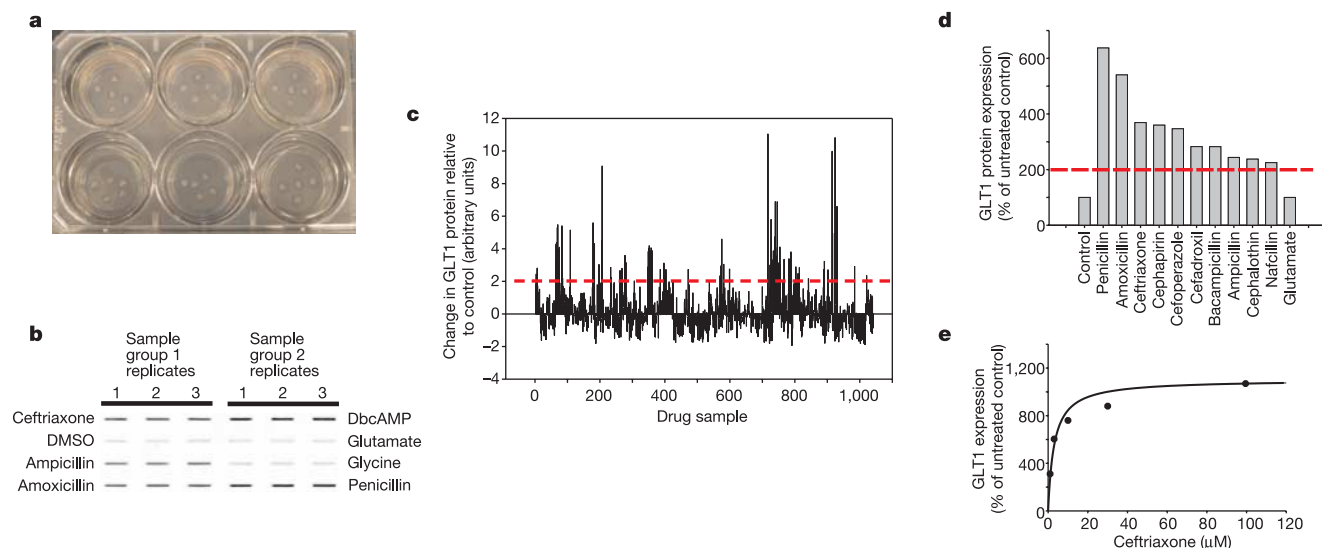 a
b
Sample group 1 replicates
Sample group 2 replicates
1 2 3 1 2 3
Ceftriaxone
DMSO
Ampicillin
Amoxicillin
DbcAMP
Glutamate
Glycine
Penicillin
c
Change in GLT1 protein relative
to control (arbitrary units)
12
10
8
6
4
2
0
−2
−4
0 200 400 600 800 1,000
Drug sample
d
GLT1 protein expression
(% of untreated control)
600
400
200
0
Control
Penicillin
Amoxicillin
Ceftriaxone
Cephapirin
Cefoperazole
Cefadroxil
Bacampicillin
Ampicillin
Cephalothin
Nafcillin
Glutamate
e
GLT1 expression
(% of untreated control)
1,200
800
400
0
0 20 40 60 80 100 120
Ceftriaxone (μM)